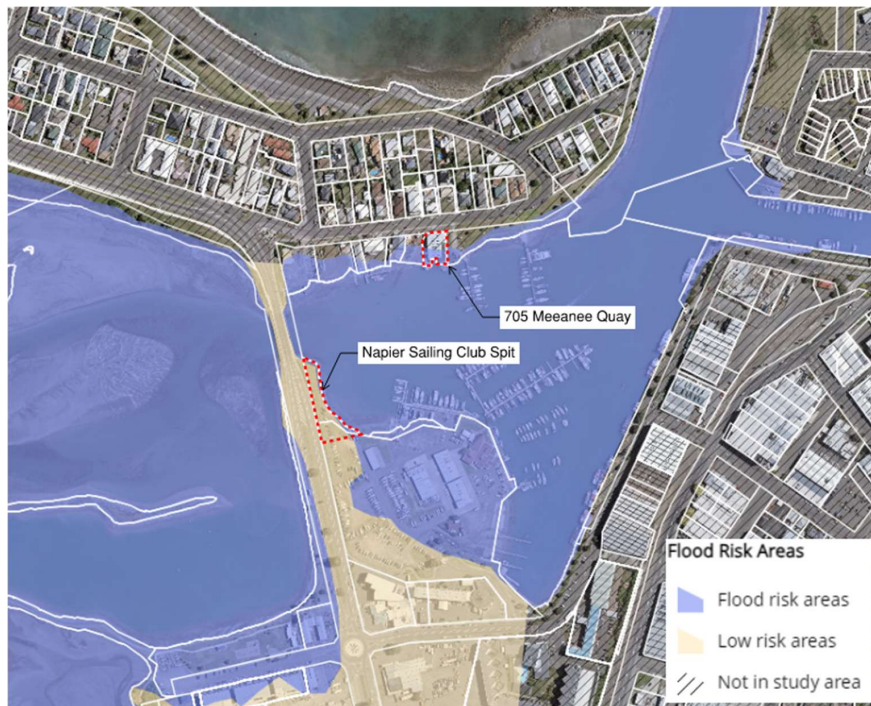 705 Meeanee Quay
Napier Sailing Club Spit
Flood Risk Areas
Flood risk areas
Low risk areas
Not in study area